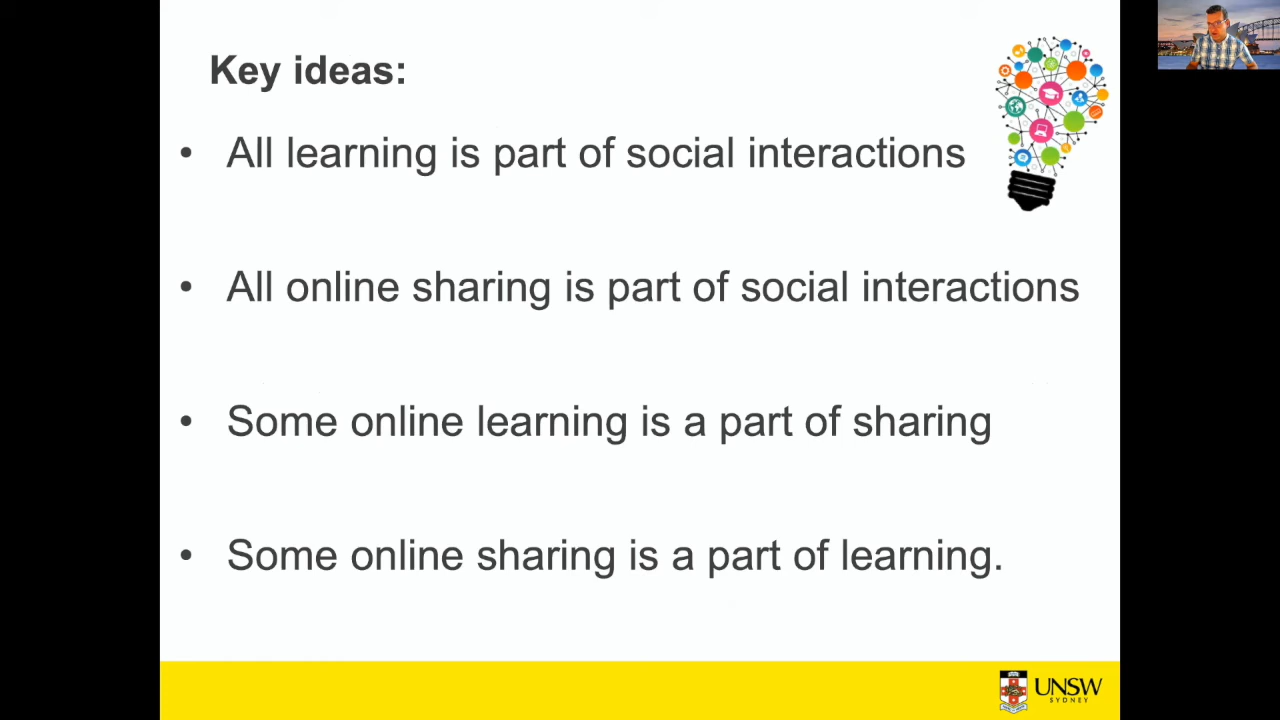 Key ideas:
• All learning is part of social interactions
• All online sharing is part of social interactions
• Some online learning is a part of sharing
• Some online sharing is a part of learning.
UNSW
SYDNEY